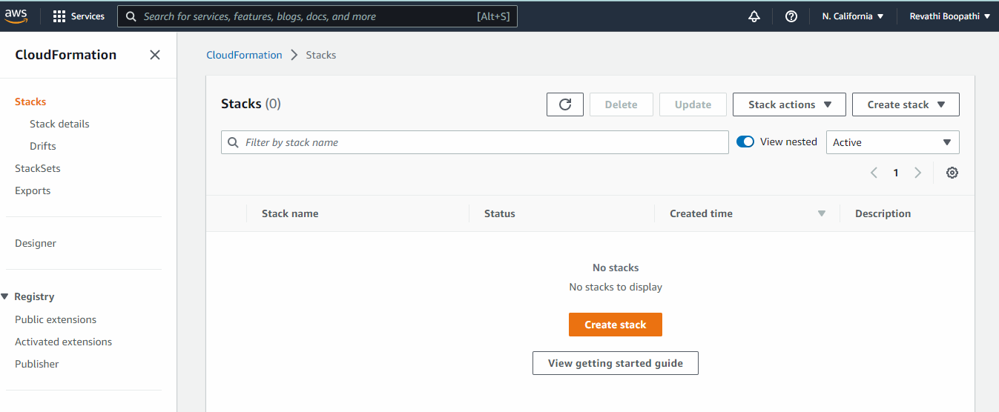 aws Services Search for services, features, blogs, docs, and more [Alt+S] N. California Revathi Boopathi
CloudFormation
CloudFormation Stacks
Stacks
Stack details
Drifts
StackSets
Exports
Designer
Registry
Public extensions
Activated extensions
Publisher
Stacks (0) Delete Update Stack actions Create stack
Filter by stack name View nested Active
1
Stack name Status Created time Description
No stacks
No stacks to display
Create stack
View getting started guide